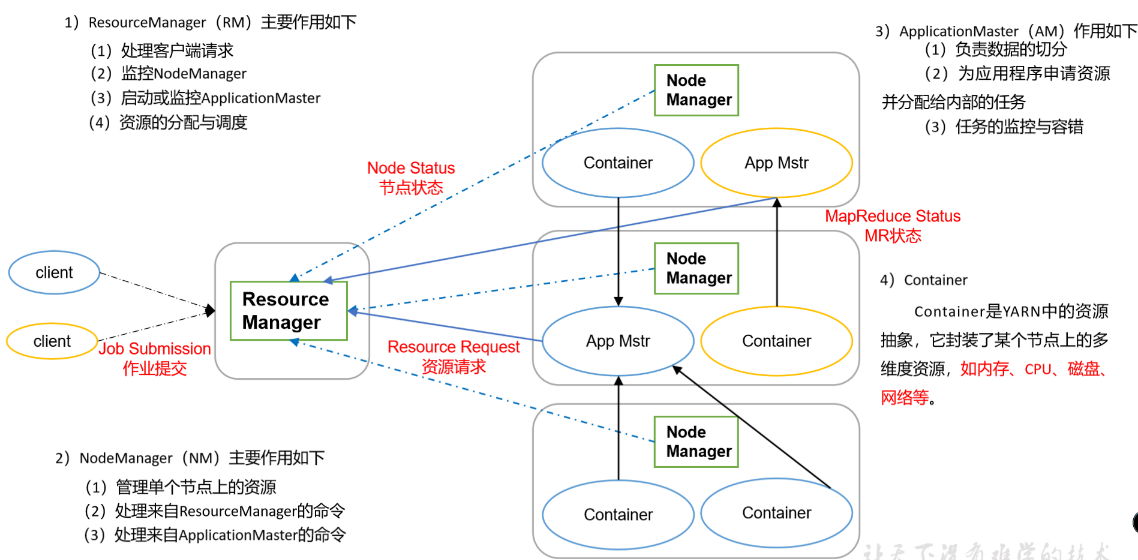 1）ResourceManager（RM）主要作用如下
（1）处理客户端请求
（2）监控NodeManager
（3）启动或监控ApplicationMaster
（4）资源的分配与调度
3）ApplicationMaster（AM）作用如下
（1）负责数据的切分
（2）为应用程序申请资源
并分配给内部的任务
（3）任务的监控与容错
Node
Manager
Container
App Mstr
Node Status
节点状态
MapReduce Status
MR状态
client
client
Job Submission
作业提交
Resource
Manager
Node
Manager
App Mstr
Container
Resource Request
资源请求
4）Container
Container是YARN中的资源
抽象，它封装了某个节点上的多
维度资源，如内存、CPU、磁盘、
网络等。
Node
Manager
Container
Container
2）NodeManager（NM）主要作用如下
（1）管理单个节点上的资源
（2）处理来自ResourceManager的命令
（3）处理来自ApplicationMaster的命令
让天下没有难学的技术